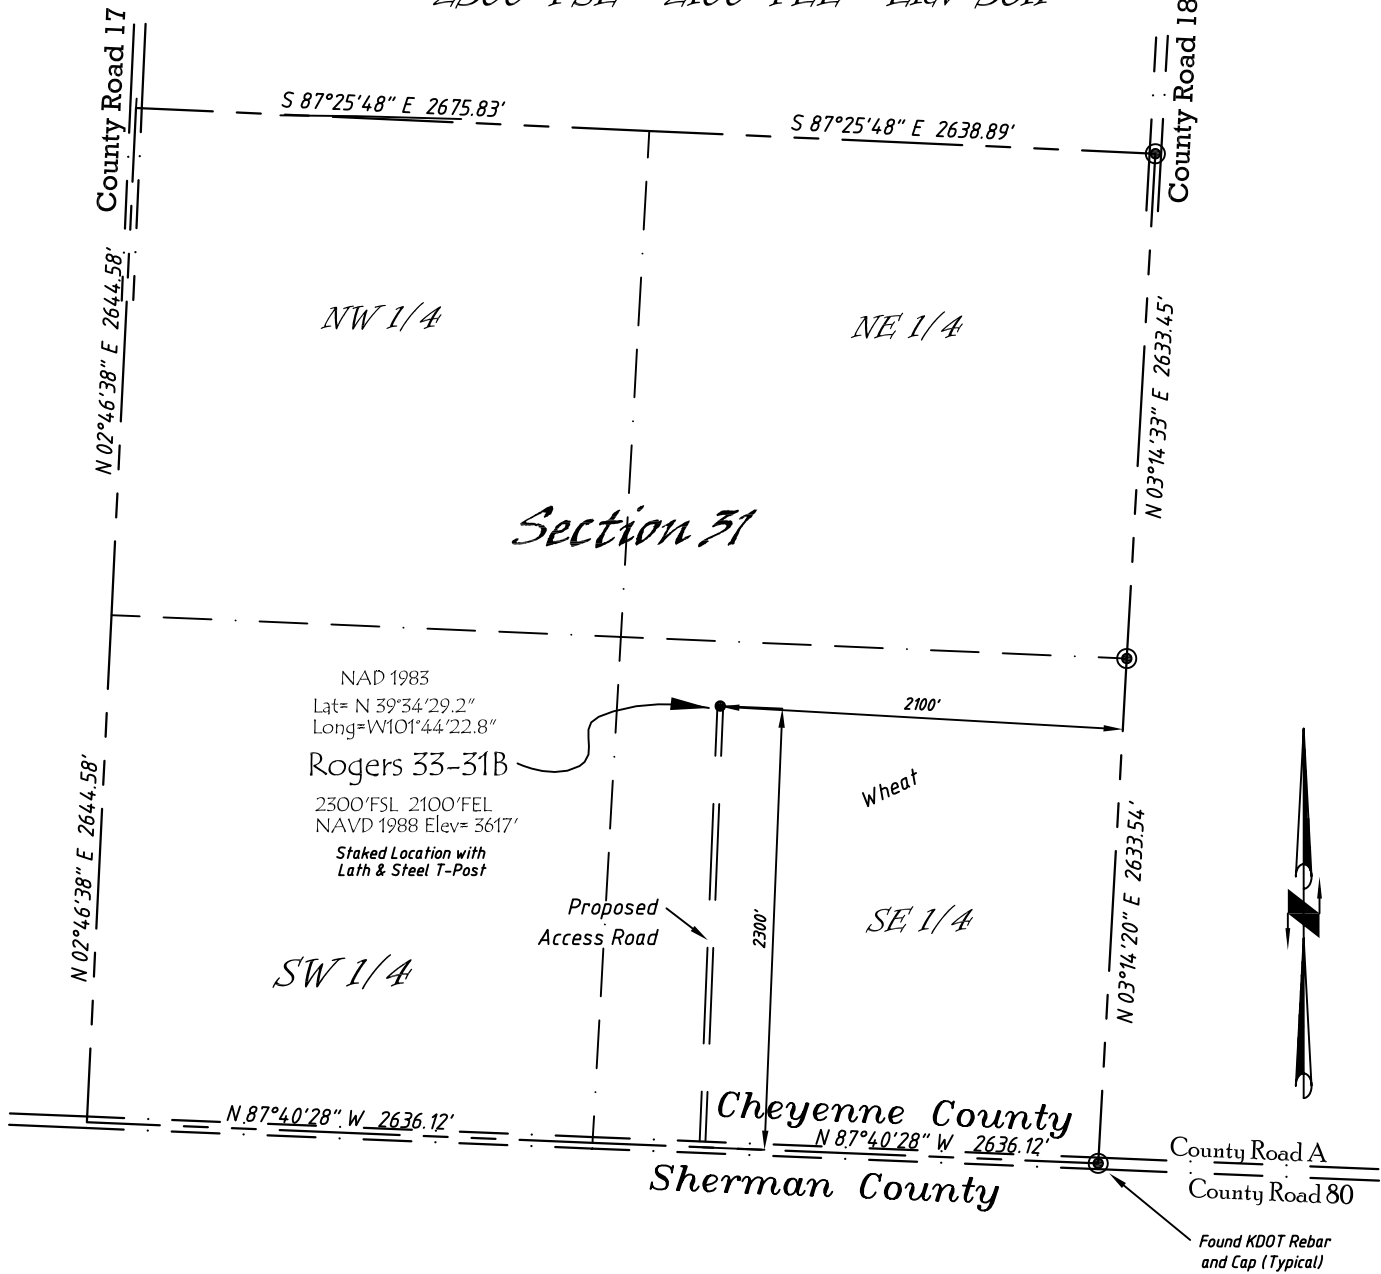 County Road 17
County Road 18
S 87°25'48" E 2675.83'
S 87°25'48" E 2638.89'
N 02°46'38" E 2644.58'
NW 1/4
NE 1/4
N 03°14'33" E 2633.45'
Section 31
NAD 1983
Lat= N 39°34'29.2"
Long=W101°44'22.8"
Rogers 33-31B
2300'FSL 2100'FEL
NAVD 1988 Elev= 3617'
Staked Location with
Lath & Steel T-Post
2100'
Wheat
N 02°46'38" E 2644.58'
Proposed
Access Road
2300'
SE 1/4
N 03°14'20" E 2633.54'
SW 1/4
N 87°40'28" W 2636.12'
Cheyenne County
N 87°40'28" W 2636.12'
Sherman County
County Road A
County Road 80
Found KDOT Rebar
and Cap (Typical)